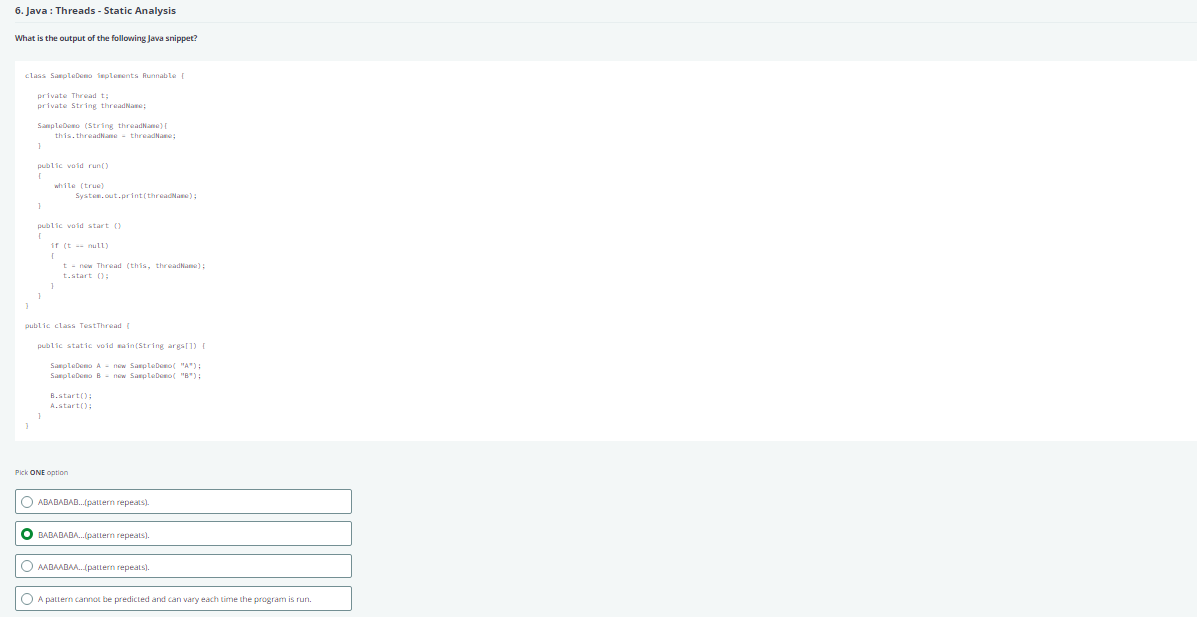 6. Java : Threads - Static Analysis
What is the output of the following Java snippet?
class SampleDemo implements Runnable {
private Thread t;
private String threadName;
SampleDemo (String threadName){
this.threadName = threadName;
}
public void run()
{
while (true)
System.out.print(threadName);
}
public void start ()
{
if (t == null)
{
t = new Thread (this, threadName);
t.start ();
}
}
}
public class TestThread {
public static void main(String args[]) {
SampleDemo A = new SampleDemo( "A");
SampleDemo B = new SampleDemo( "B");
B.start();
A.start();
}
}
Pick ONE option
ABABABAB...(pattern repeats).
BABABABA...(pattern repeats).
AABAABAA...(pattern repeats).
A pattern cannot be predicted and can vary each time the program is run.